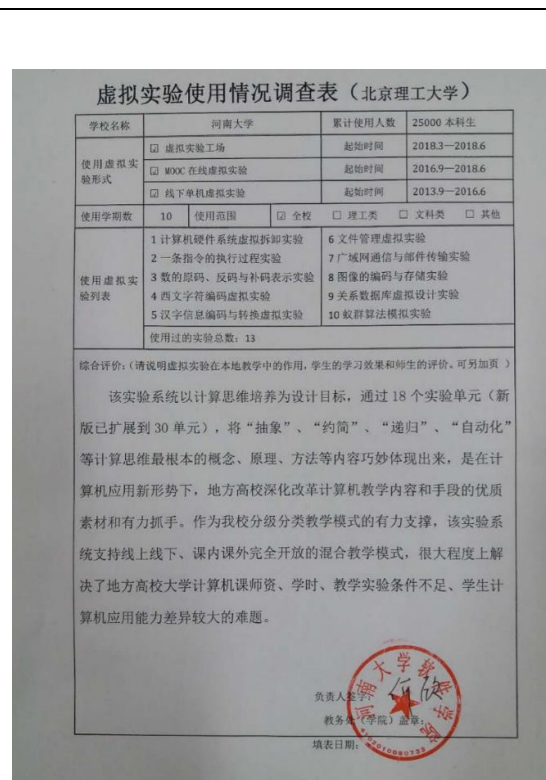 虚拟实验使用情况调查表（北京理工大学）
学校名称 河南大学 累计使用人数 25000 本科生
使用虚拟实验形式
☑ 虚拟实验工场 起始时间 2018.3—2018.6
☑ MOOC 在线虚拟实验 起始时间 2016.9—2018.6
☑ 线下单机虚拟实验 起始时间 2013.9—2016.6
使用学期数 10 使用范围 ☑ 全校 □ 理工类 □ 文科类 □ 其他
使用虚拟实验列表
1 计算机硬件系统虚拟拆卸实验
2 一条指令的执行过程实验
3 数的原码、反码与补码表示实验
4 西文字符编码虚拟实验
5 汉字信息编码与转换虚拟实验
6 文件管理虚拟实验
7 广域网通信与邮件传输实验
8 图像的编码与存储实验
9 关系数据库虚拟设计实验
10 蚁群算法模拟实验
使用过的实验总数：13
综合评价：（请说明虚拟实验在本地教学中的作用，学生的学习效果和师生的评价、可另加页 ）
该实验系统以计算思维培养为设计目标，通过 18 个实验单元（新
版已扩展到 30 单元），将“抽象”、“约简”、“递归”、“自动化”
等计算思维最根本的概念、原理、方法等内容巧妙体现出来，是在计
算机应用新形势下，地方高校深化改革计算机教学内容和手段的优质
素材和有力抓手。作为我校分级分类教学模式的有力支撑，该实验系
统支持线上线下、课内课外完全开放的混合教学模式，很大程度上解
决了地方高校大学计算机课师资、学时、教学实验条件不足、学生计
算机应用能力差异较大的难题。
负责人签字：
教务处（学院）盖章：
填表日期：
河南大学软件学院